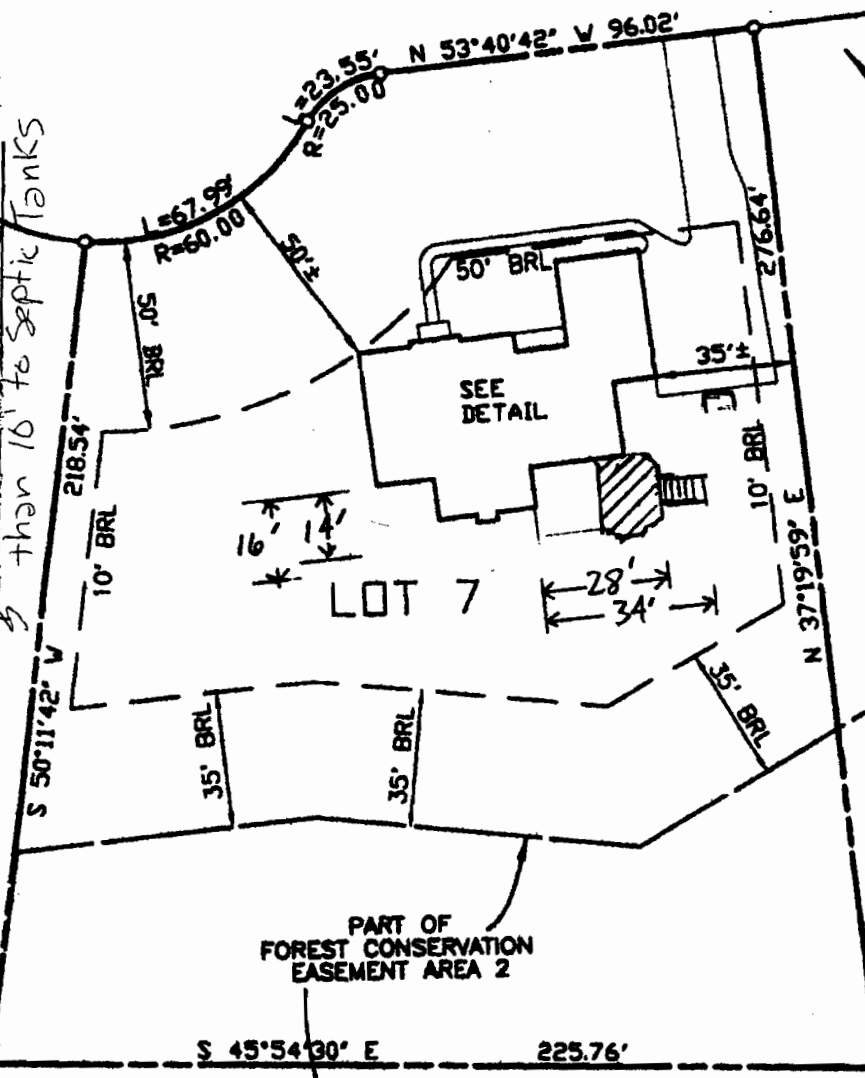 N 53°40'42" W 96.02'
L=23.55'
R=25.00
L=67.99'
R=60.00
than 10' to Septic Tanks
50'±
50' BRL
50' BRL
276.64'
35'±
SEE
DETAIL
218.54'
10' BRL
10' BRL
16'
14'
28'
34'
LOT 7
N 37°19'59" E
S 50°11'42" W
35' BRL
35' BRL
35' BRL
PART OF
FOREST CONSERVATION
EASEMENT AREA 2
S 45°54'30" E 225.76'